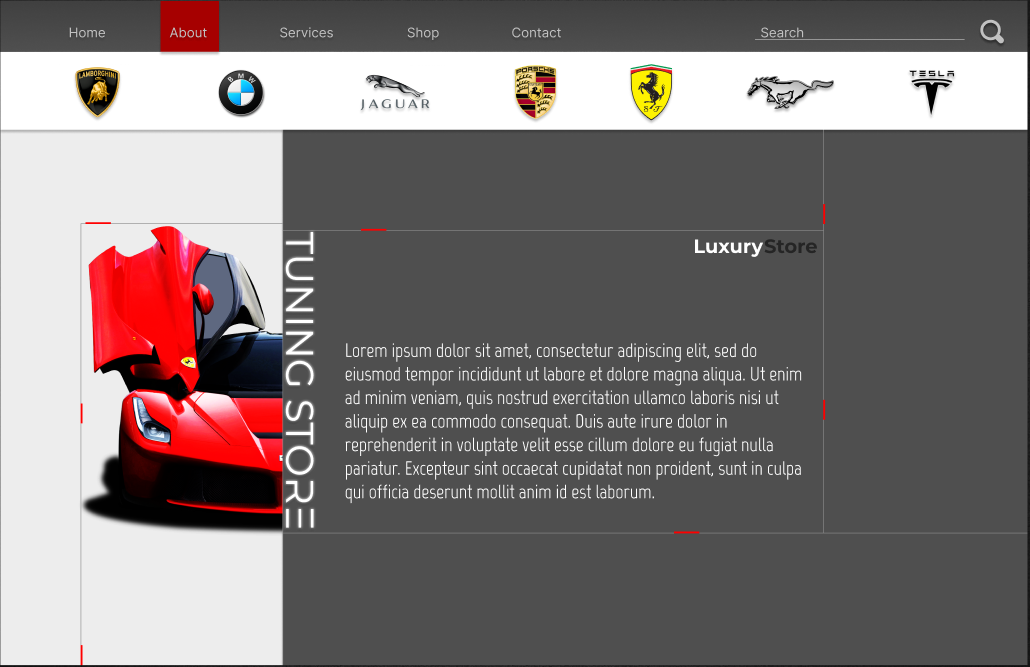 Home
About
Services
Shop
Contact
Search
LAMBORGHINI
BMW
JAGUAR
PORSCHE
S F
TESLA
TUNING STORE
LuxuryStore
Lorem ipsum dolor sit amet, consectetur adipiscing elit, sed do
eiusmod tempor incididunt ut labore et dolore magna aliqua. Ut enim
ad minim veniam, quis nostrud exercitation ullamco laboris nisi ut
aliquip ex ea commodo consequat. Duis aute irure dolor in
reprehenderit in voluptate velit esse cillum dolore eu fugiat nulla
pariatur. Excepteur sint occaecat cupidatat non proident, sunt in culpa
qui officia deserunt mollit anim id est laborum.